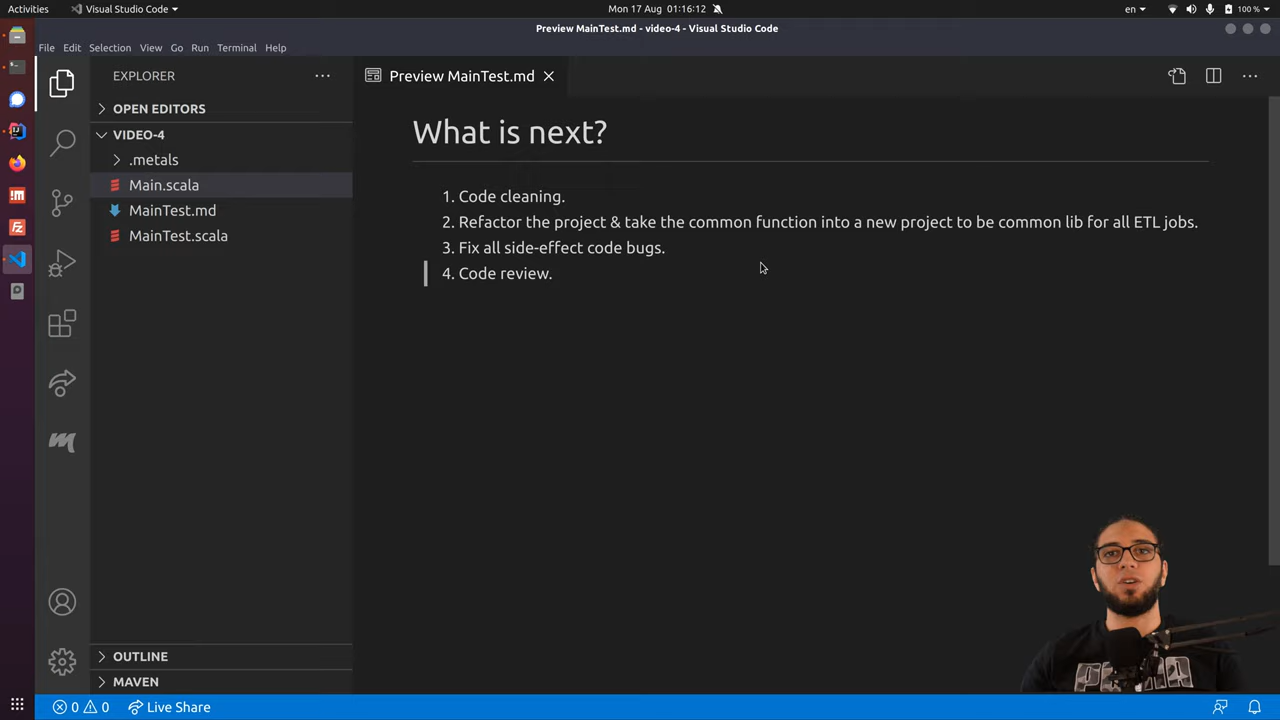 Activities
Visual Studio Code
Mon 17 Aug 01:16:12
en
100 %
Preview MainTest.md - video-4 - Visual Studio Code
File Edit Selection View Go Run Terminal Help
EXPLORER
Preview MainTest.md
OPEN EDITORS
VIDEO-4
.metals
Main.scala
MainTest.md
MainTest.scala
What is next?
1. Code cleaning.
2. Refactor the project & take the common function into a new project to be common lib for all ETL jobs.
3. Fix all side-effect code bugs.
4. Code review.
OUTLINE
MAVEN
0 0 Live Share